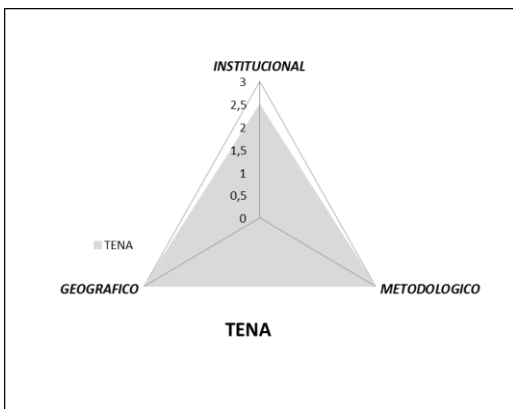 INSTITUCIONAL
3
2,5
2
1,5
1
0,5
0
TENA
GEOGRAFICO
METODOLOGICO
TENA